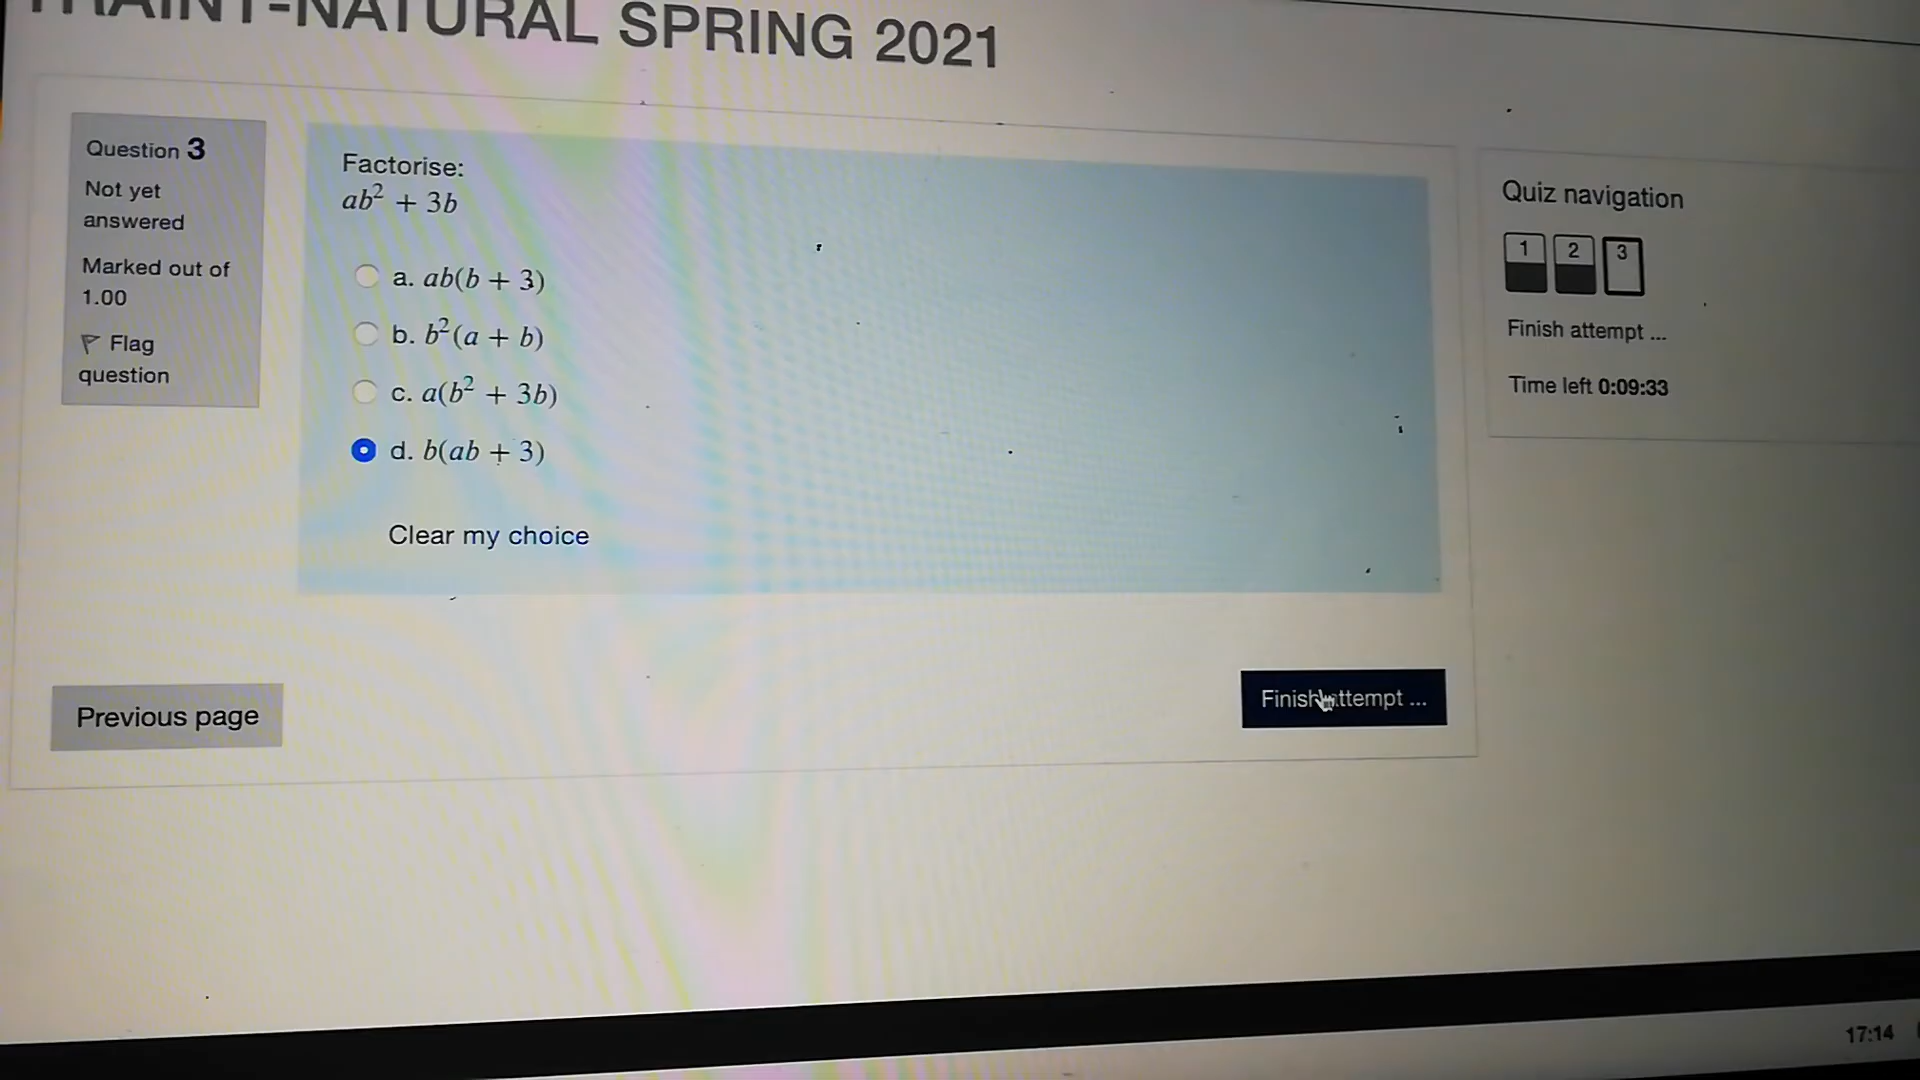 SPRING 2021
Question 3
Not yet
answered
Marked out of
1.00
Flag
question
Factorise:
ab² + 3b
a. ab(b + 3)
b. b²(a + b)
c. a(b² + 3b)
d. b(ab + 3)
Clear my choice
Previous page
Finish attempt ...
Quiz navigation
1 2 3
Finish attempt ...
Time left 0:09:33
17:14